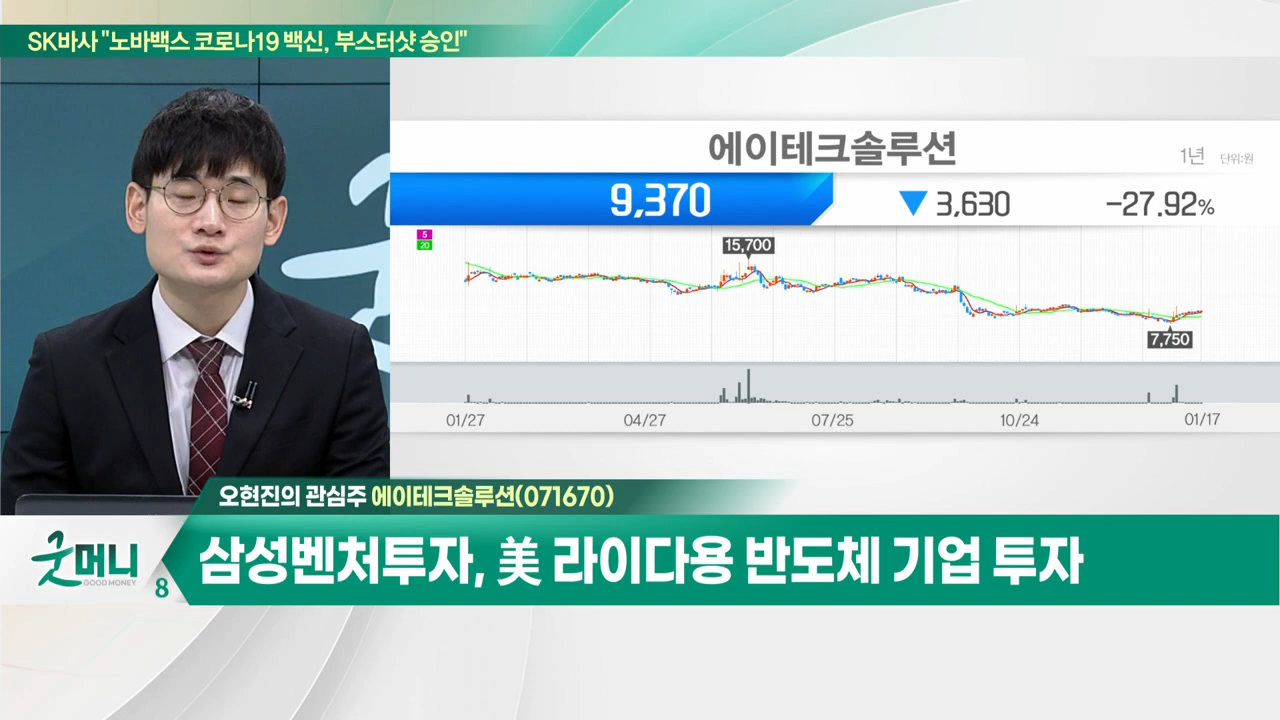 SK바사 "노바백스 코로나19 백신, 부스터샷 승인"
에이테크솔루션
1년 단위:원
9,370 ▼ 3,630 -27.92%
5
20
15,700
7,750
01/27 04/27 07/25 10/24 01/17
오현진의 관심주 에이테크솔루션(071670)
굿머니
GOOD MONEY
8
삼성벤처투자, 美 라이다용 반도체 기업 투자